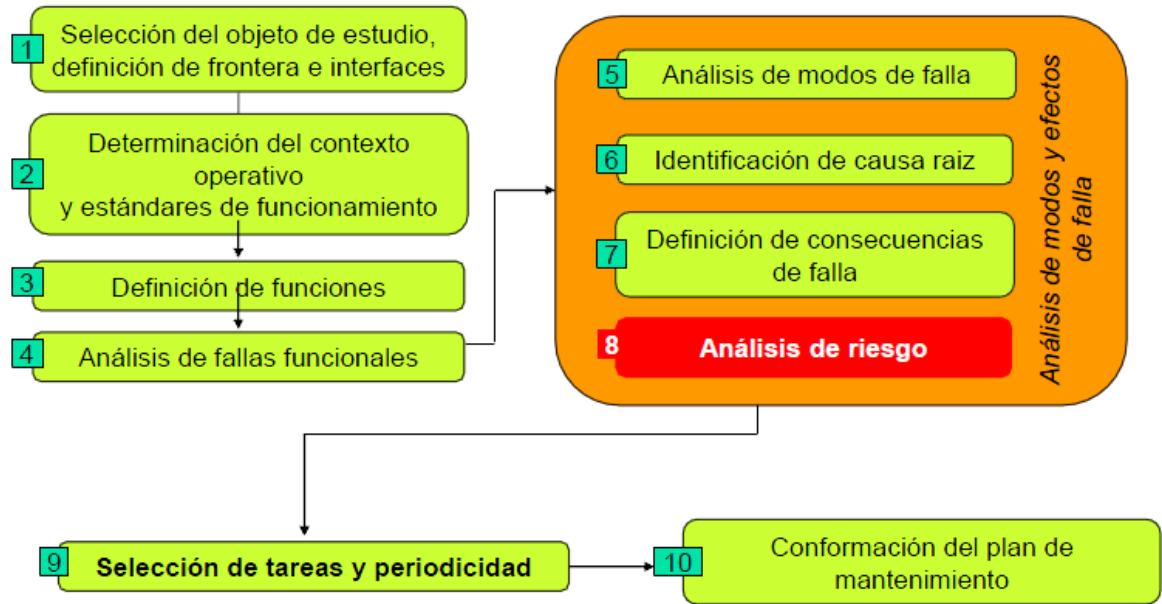 1
Selección del objeto de estudio,
definición de frontera e interfaces
2
Determinación del contexto
operativo
y estándares de funcionamiento
3
Definición de funciones
4
Análisis de fallas funcionales
5
Análisis de modos de falla
6
Identificación de causa raiz
7
Definición de consecuencias
de falla
8
Análisis de riesgo
Análisis de modos y efectos
de falla
9
Selección de tareas y periodicidad
10
Conformación del plan de
mantenimiento